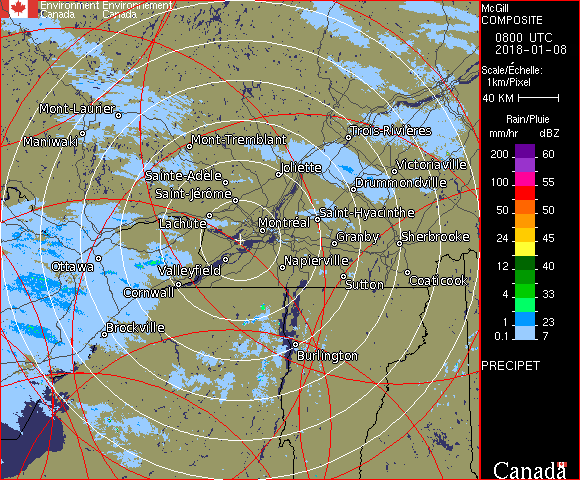 Environment Environnement
Canada Canada
McGill
COMPOSITE
0800 UTC
2018-01-08
Scale/Échelle:
1km/Pixel
40 KM
Rain/Pluie
mm/hr dBZ
200 60
100 55
50 50
24 45
12 40
4 33
1 23
0.1 7
PRECIPET
Canada
Mont-Laurier
Maniwaki
Mont-Tremblant
Trois-Rivières
Joliette
Victoriaville
Sainte-Adèle
Drummondville
Saint-Jérôme
Lachute
Saint-Hyacinthe
Montréal
Granby
Sherbrooke
Ottawa
Valleyfield
Napierville
Cornwall
Sutton
Coaticook
Brockville
Burlington